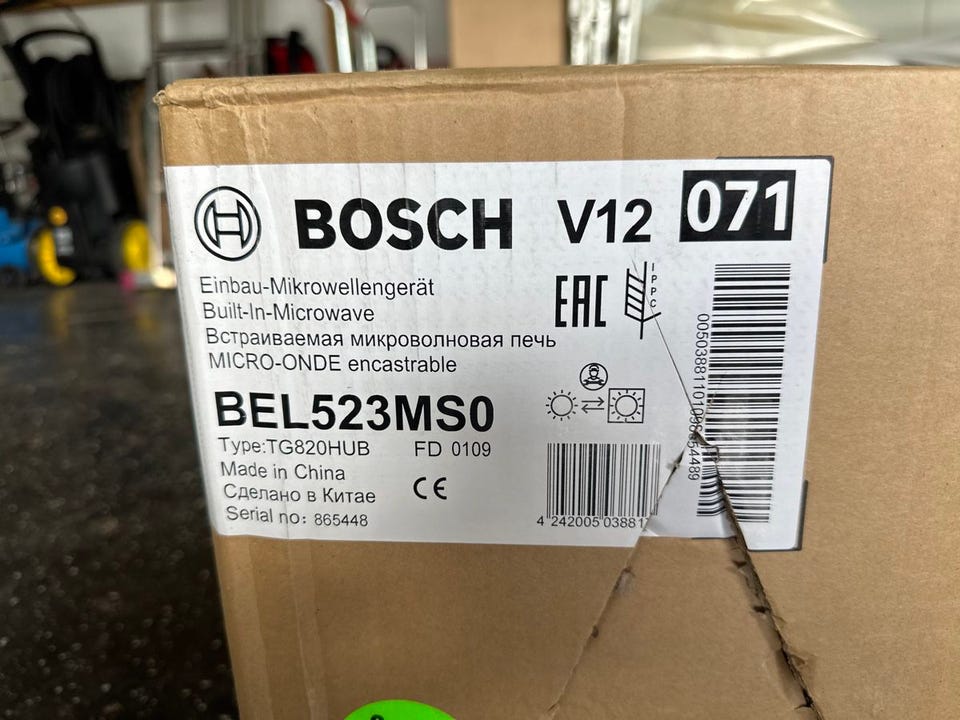 BOSCH V12 071
Einbau-Mikrowellengerät
Built-In-Microwave
Встраиваемая микроволновая печь
MICRO-ONDE encastrable
EAC
IPPC
BEL523MS0
Type:TG820HUB FD 0109
Made in China
Сделано в Китае
CE
Serial no: 865448